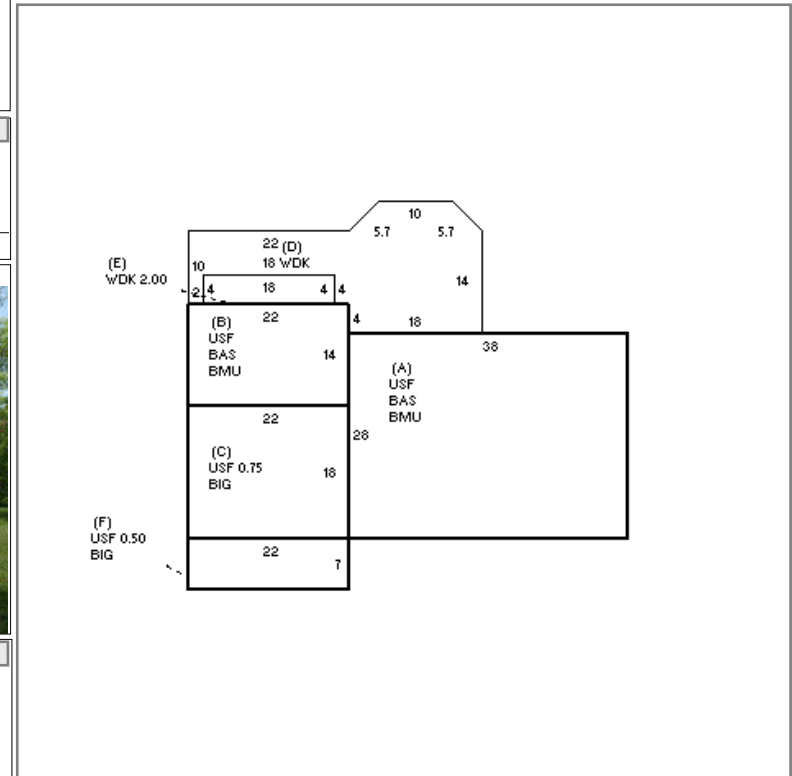 10
5.7 5.7
22 (D)
18 WDK
(E)
WDK 2.00
10
14
2 4 18 4 4
22
4
18
(B)
USF
BAS
BMU
14
38
(A)
USF
BAS
BMU
22
28
(C)
USF 0.75
BIG
18
(F)
USF 0.50
BIG
22
7